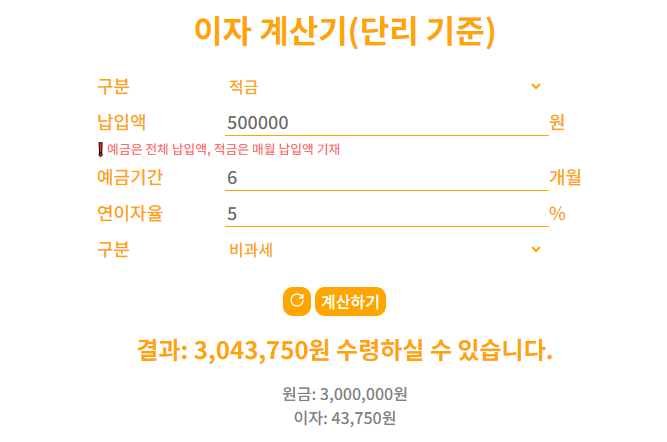 이자 계산기(단리 기준)
구분 적금
납입액 500000 원
❗예금은 전체 납입액, 적금은 매월 납입액 기재
예금기간 6 개월
연이자율 5 %
구분 비과세
계산하기
결과: 3,043,750원 수령하실 수 있습니다.
원금: 3,000,000원
이자: 43,750원